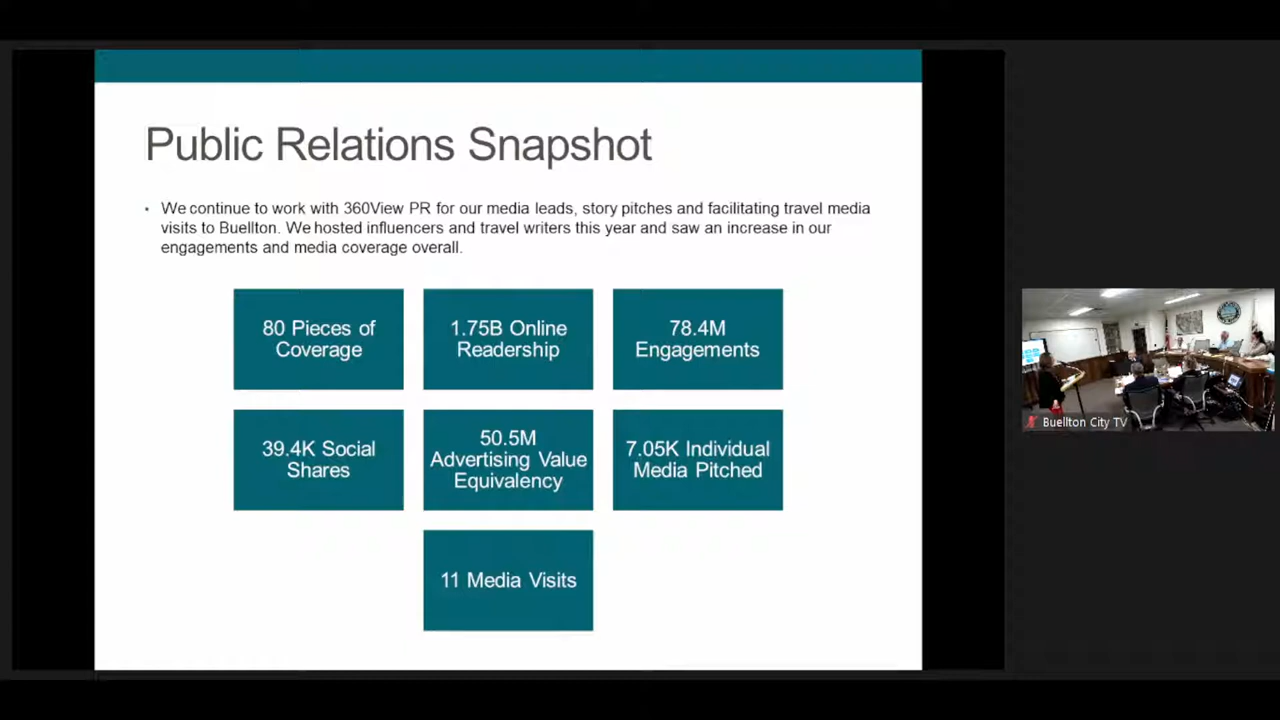 Public Relations Snapshot
• We continue to work with 360View PR for our media leads, story pitches and facilitating travel media
visits to Buellton. We hosted influencers and travel writers this year and saw an increase in our
engagements and media coverage overall.
80 Pieces of
Coverage
1.75B Online
Readership
78.4M
Engagements
39.4K Social
Shares
50.5M
Advertising Value
Equivalency
7.05K Individual
Media Pitched
11 Media Visits
Buellton City TV